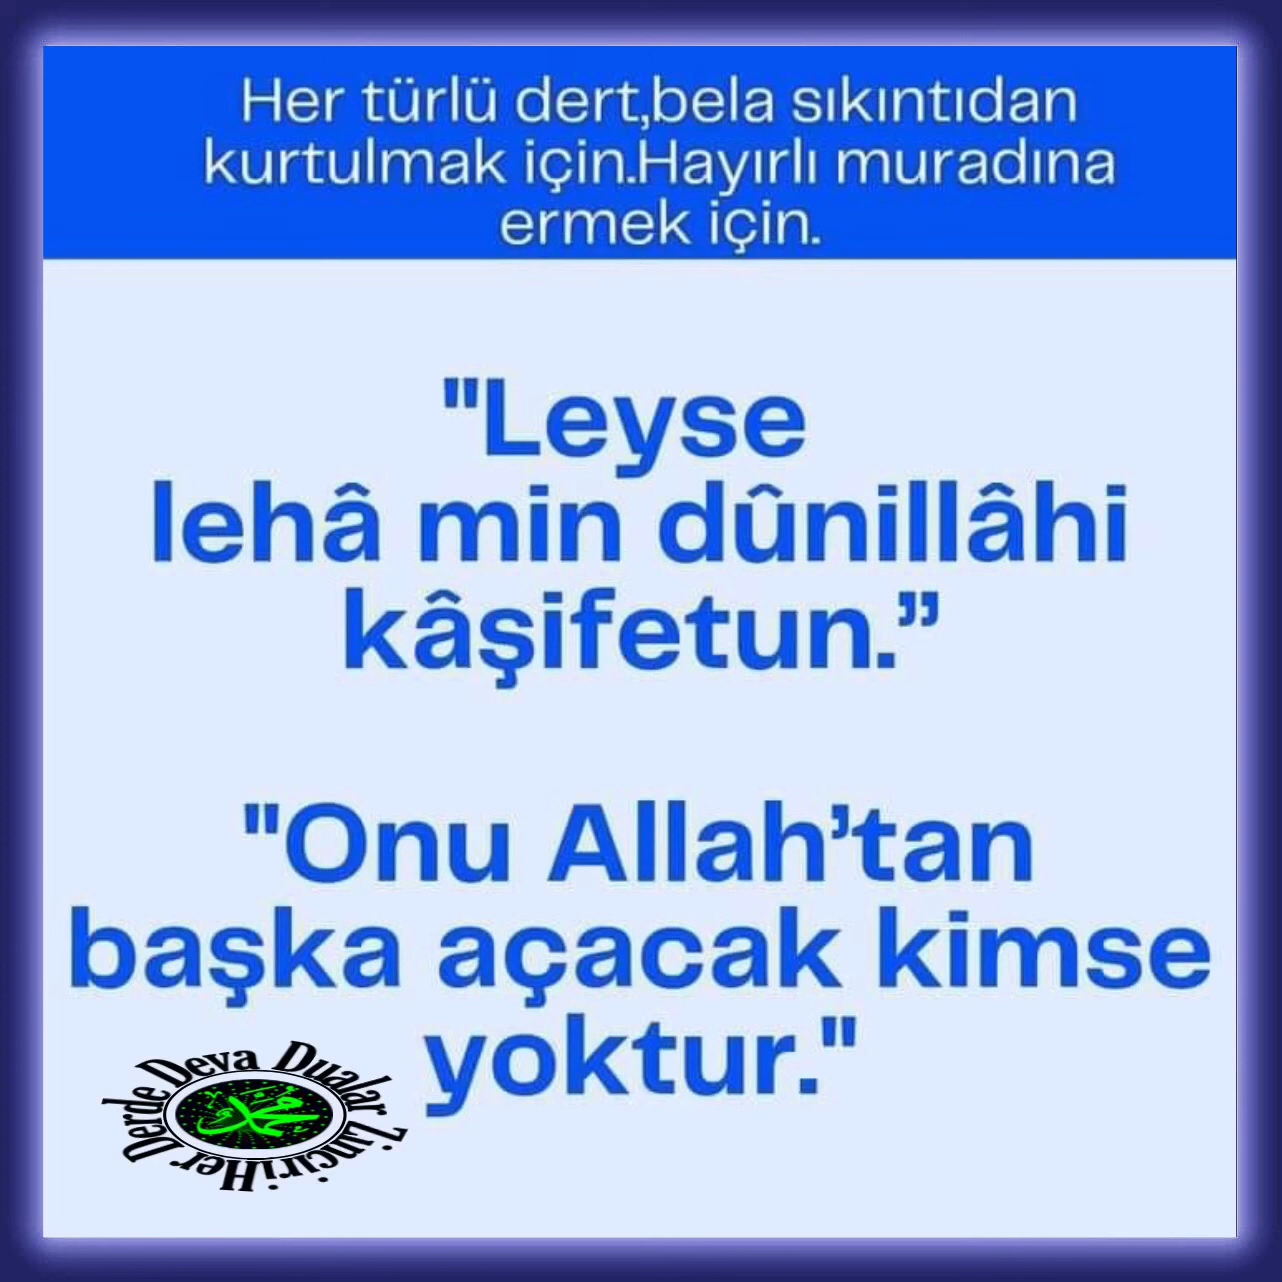 Her türlü dert,bela sıkıntıdan
kurtulmak için.Hayırlı muradına
ermek için.
"Leyse
lehâ min dûnillâhi
kâşifetun.”
"Onu Allah’tan
başka açacak kimse
yoktur."
Her Derde Deva Dualar Zinciri
محمد